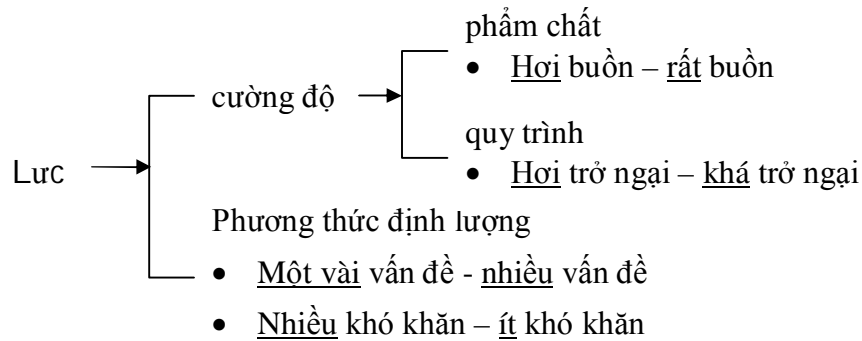 phẩm chất
• Hơi buồn – rất buồn
cường độ
quy trình
• Hơi trở ngại – khá trở ngại
Lưc
Phương thức định lượng
• Một vài vấn đề - nhiều vấn đề
• Nhiều khó khăn – ít khó khăn